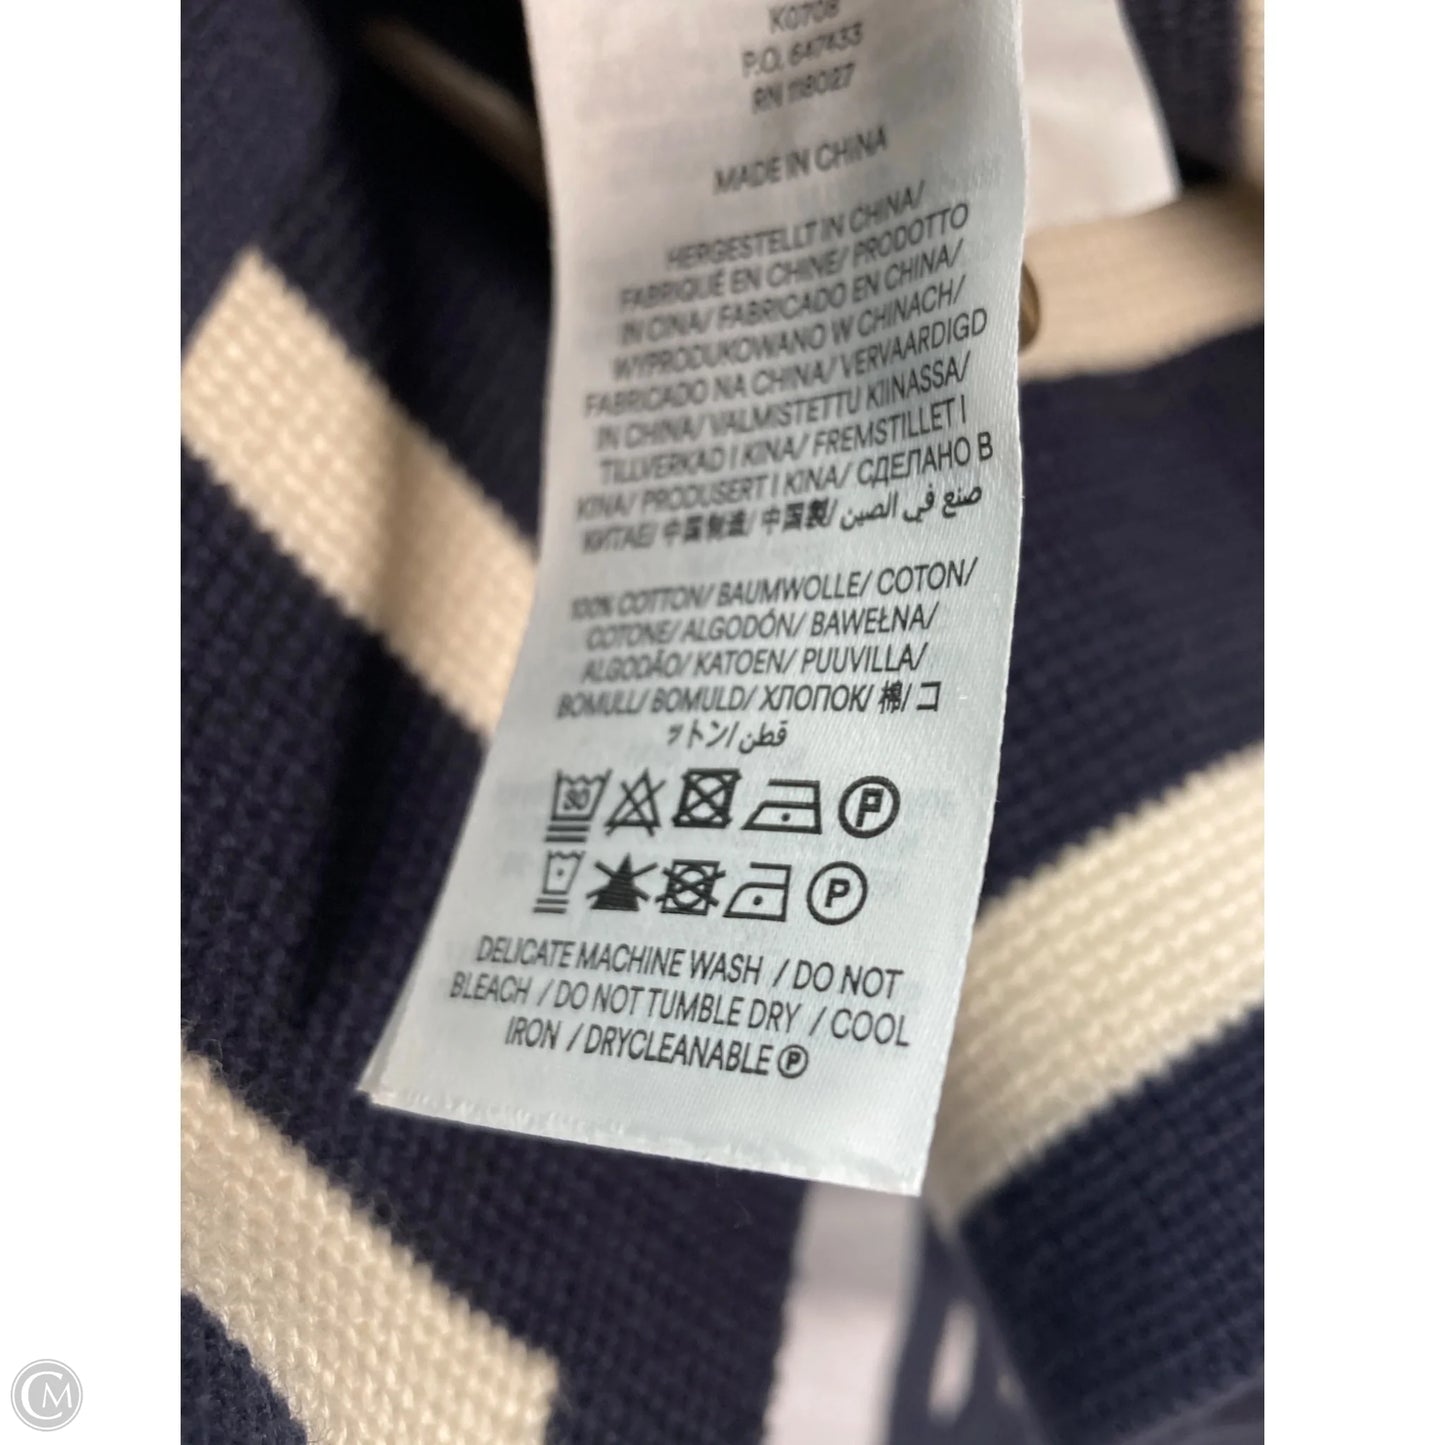 K0708
P.O. 647433
RN 118027
MADE IN CHINA
HERGESTELLT IN CHINA/
FABRIQUÉ EN CHINE/ PRODOTTO
IN CINA/ FABRICADO EN CHINA/
WYPRODUKOWANO W CHINACH/
FABRICADO NA CHINA/ VERVAARDIGD
IN CHINA/ VALMISTETTU KIINASSA/
TILLVERKAD I KINA/ FREMSTILLET I
KINA/ PRODUSERT I KINA/ СДЕЛАНО В
КИТАЕ/ 中国制造/ 中国製/ صنع في الصين
100% COTTON/ BAUMWOLLE/ COTON/
COTONE/ ALGODÓN/ BAWEŁNA/
ALGODÃO/ KATOEN/ PUUVILLA/
BOMULL/ BOMULD/ ХЛОПОК/ 棉/ コ
ットン/ قطن
30 P
P
DELICATE MACHINE WASH / DO NOT
BLEACH / DO NOT TUMBLE DRY / COOL
IRON / DRYCLEANABLE Ⓟ
CM